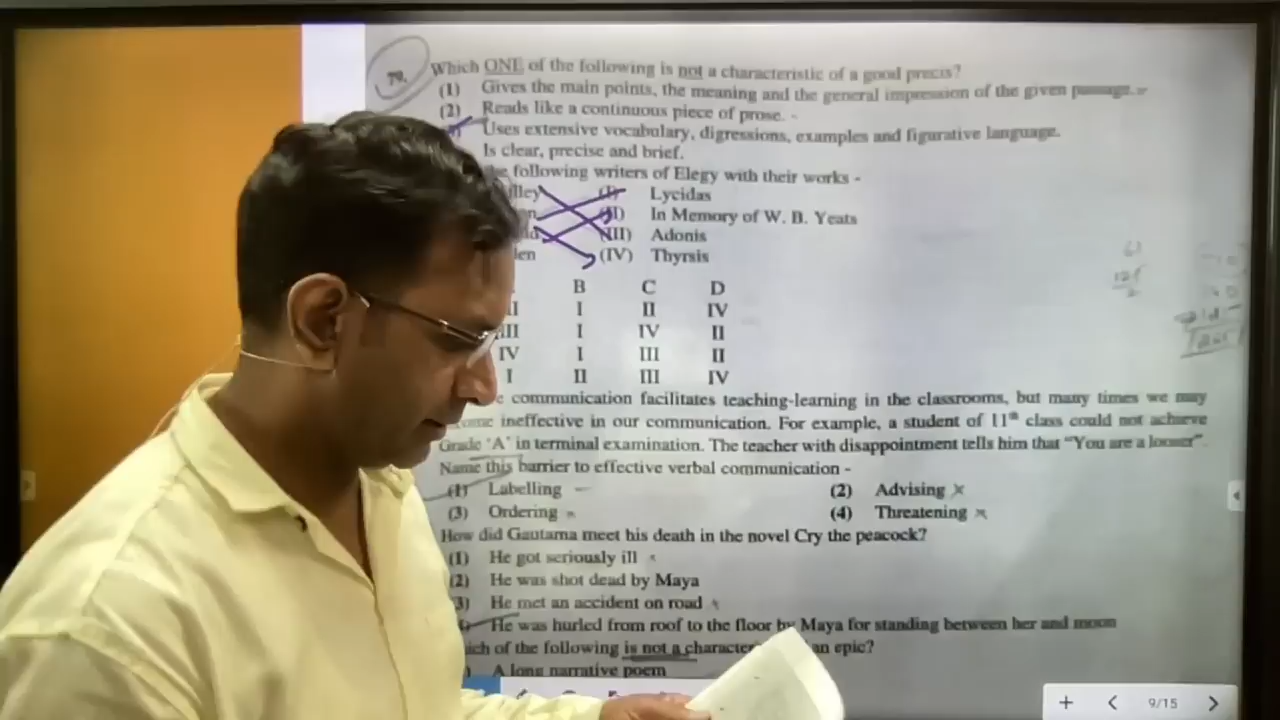 79. Which ONE of the following is not a characteristic of a good precis?
(1) Gives the main points, the meaning and the general impression of the given passage.
(2) Reads like a continuous piece of prose.
Uses extensive vocabulary, digressions, examples and figurative language.
Is clear, precise and brief.
following writers of Elegy with their works -
lley (I) Lycidas
(II) In Memory of W. B. Yeats
(III) Adonis
den (IV) Thyrsis
B C D
I II IV
III I IV II
IV I III II
I II III IV
communication facilitates teaching-learning in the classrooms, but many times we may
ineffective in our communication. For example, a student of 11th class could not achieve
Grade 'A' in terminal examination. The teacher with disappointment tells him that "You are a looser".
Name this barrier to effective verbal communication -
(1) Labelling (2) Advising
(3) Ordering (4) Threatening
How did Gautama meet his death in the novel Cry the peacock?
(1) He got seriously ill
(2) He was shot dead by Maya
3) He met an accident on road
He was hurled from roof to the floor by Maya for standing between her and moon
ich of the following is not a an epic?
) A long narrative poem
9/15